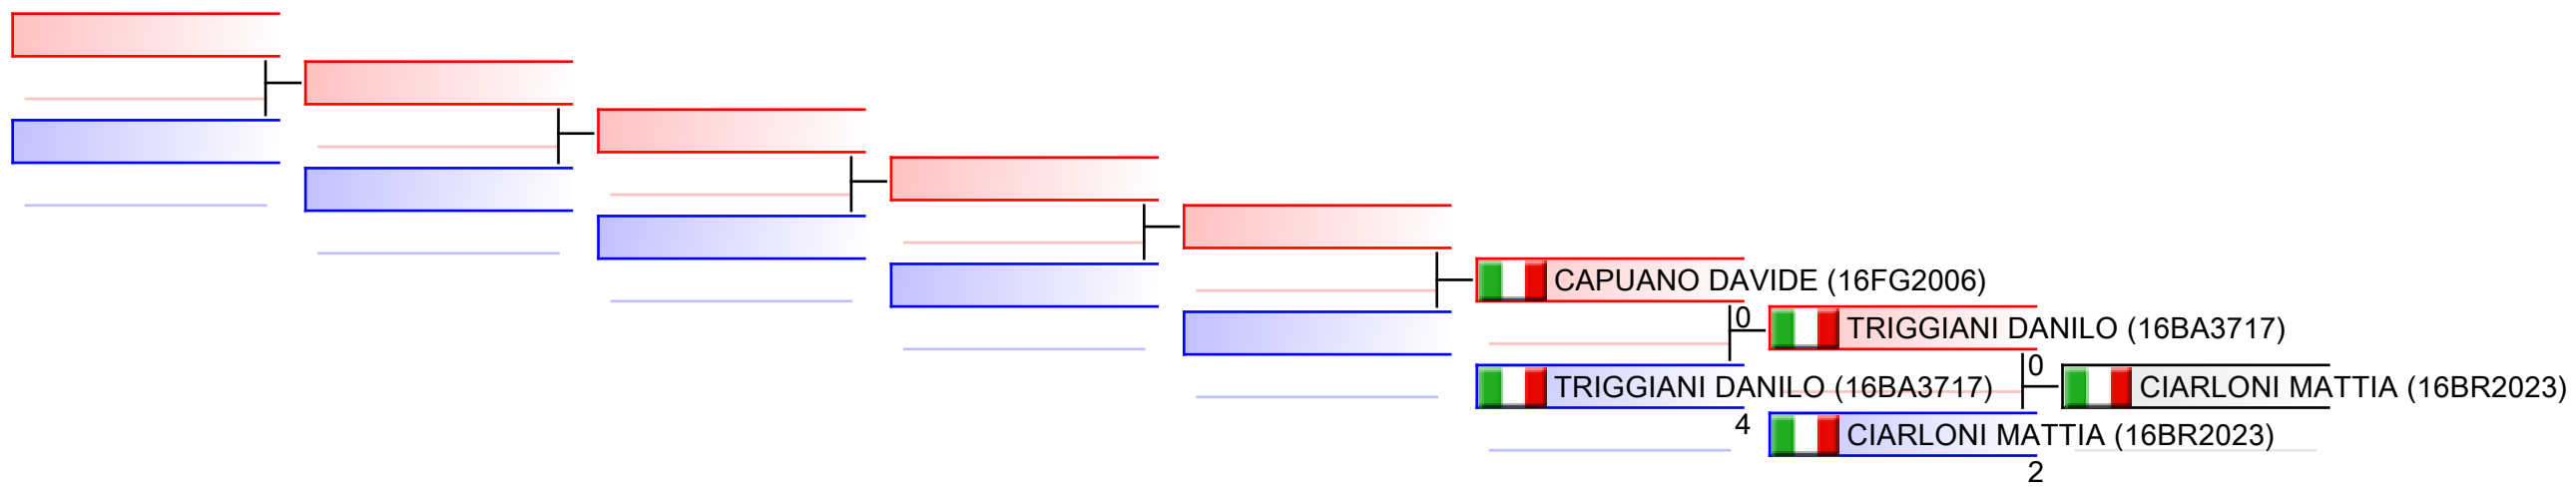 CAPUANO DAVIDE (16FG2006)
0
TRIGGIANI DANILO (16BA3717)
0
TRIGGIANI DANILO (16BA3717)
CIARLONI MATTIA (16BR2023)
4
CIARLONI MATTIA (16BR2023)
2